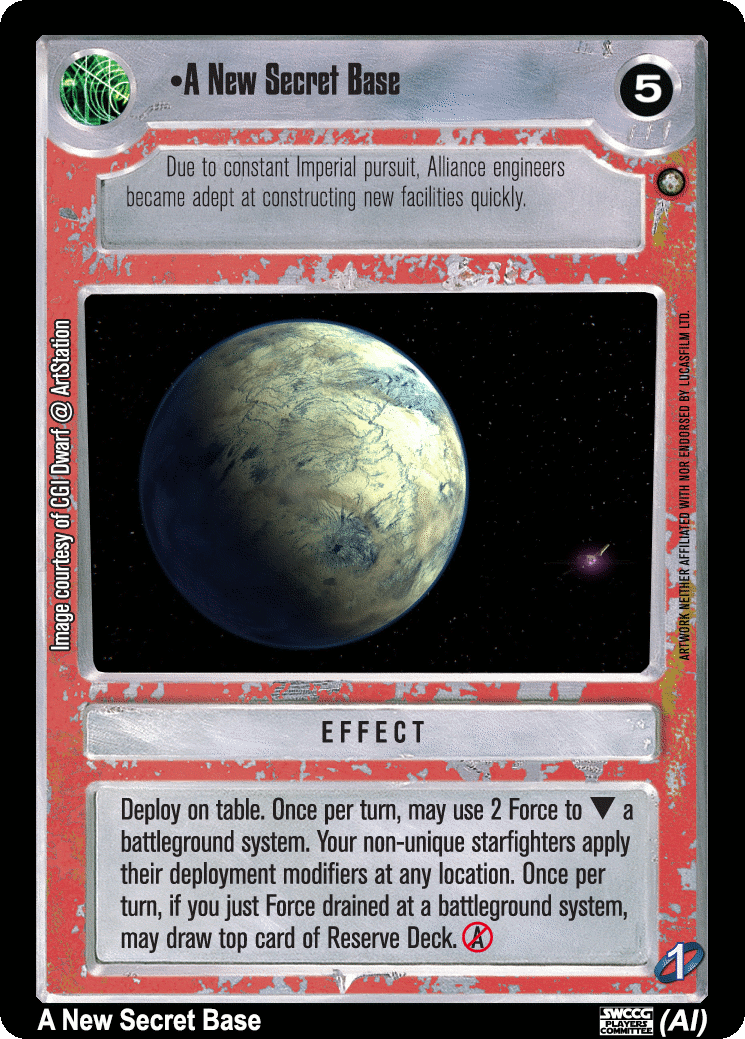 •A New Secret Base
5
Due to constant Imperial pursuit, Alliance engineers
became adept at constructing new facilities quickly.
Image courtesy of CGI Dwarf @ ArtStation
ARTWORK NEITHER AFFILIATED WITH NOR ENDORSED BY LUCASFILM LTD.
EFFECT
Deploy on table. Once per turn, may use 2 Force to ▼ a
battleground system. Your non-unique starfighters apply
their deployment modifiers at any location. Once per
turn, if you just Force drained at a battleground system,
may draw top card of Reserve Deck. A
1
A New Secret Base
SWCCG
PLAYERS
COMMITTEE
(AI)